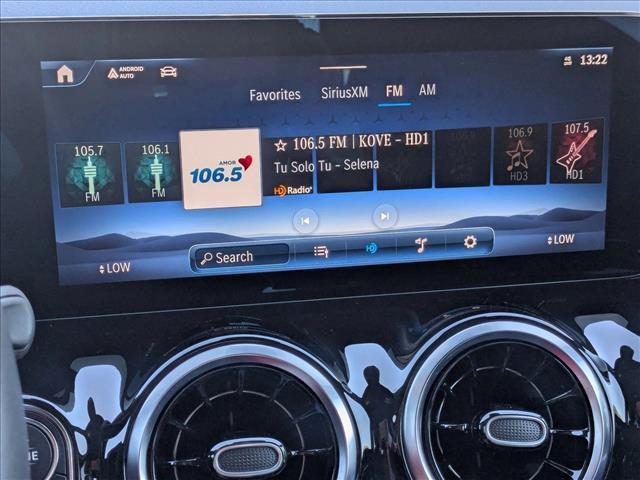 ANDROID
AUTO
13:22
Favorites SiriusXM FM AM
105.7
FM
106.1
FM
AMOR
106.5
106.5 FM | KOVE - HD1
Tu Solo Tu - Selena
HD Radio
106.9
HD3
107.5
HD1
LOW
Search
HD
LOW